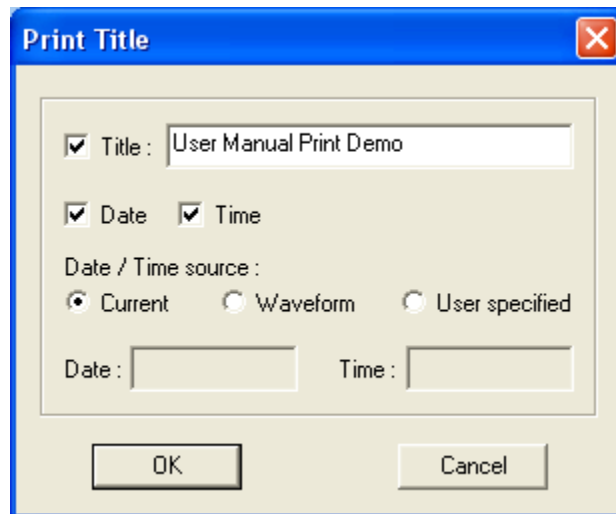 Print Title
Title : User Manual Print Demo
Date Time
Date / Time source :
Current Waveform User specified
Date : Time :
OK Cancel